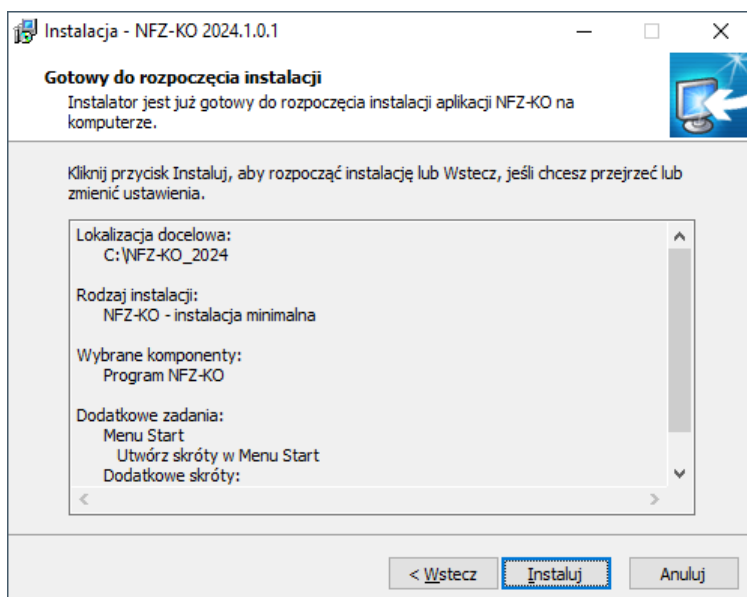 Instalacja - NFZ-KO 2024.1.0.1
Gotowy do rozpoczęcia instalacji
Instalator jest już gotowy do rozpoczęcia instalacji aplikacji NFZ-KO na
komputerze.
Kliknij przycisk Instaluj, aby rozpocząć instalację lub Wstecz, jeśli chcesz przejrzeć lub
zmienić ustawienia.
Lokalizacja docelowa:
C:\NFZ-KO_2024
Rodzaj instalacji:
NFZ-KO - instalacja minimalna
Wybrane komponenty:
Program NFZ-KO
Dodatkowe zadania:
Menu Start
Utwórz skróty w Menu Start
Dodatkowe skróty:
< Wstecz
Instaluj
Anuluj